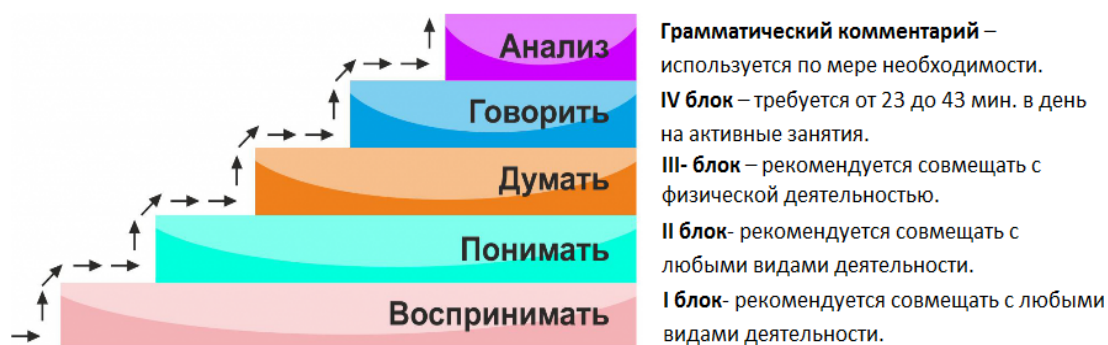 Анализ
Говорить
Думать
Понимать
Воспринимать
Грамматический комментарий –
используется по мере необходимости.
IV блок – требуется от 23 до 43 мин. в день
на активные занятия.
III- блок – рекомендуется совмещать с
физической деятельностью.
II блок- рекомендуется совмещать с
любыми видами деятельности.
I блок- рекомендуется совмещать с любыми
видами деятельности.